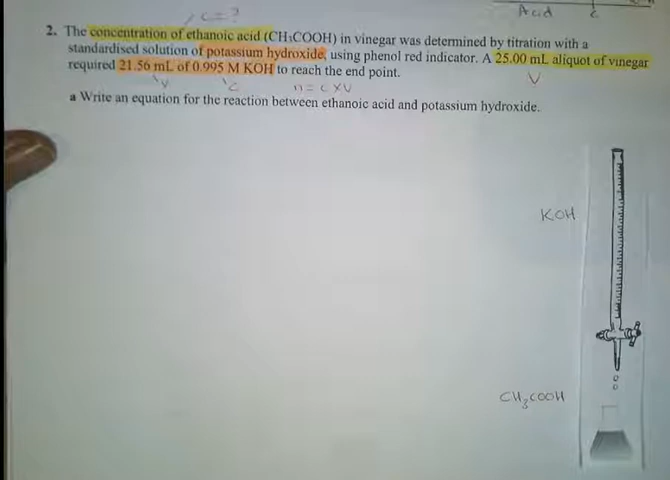 Acid c
c = ?
2. The concentration of ethanoic acid (CH₃COOH) in vinegar was determined by titration with a
standardised solution of potassium hydroxide, using phenol red indicator. A 25.00 mL aliquot of vinegar
required 21.56 mL of 0.995 M KOH to reach the end point.
V C n = c x v V
a Write an equation for the reaction between ethanoic acid and potassium hydroxide.
KOH
CH₃COOH